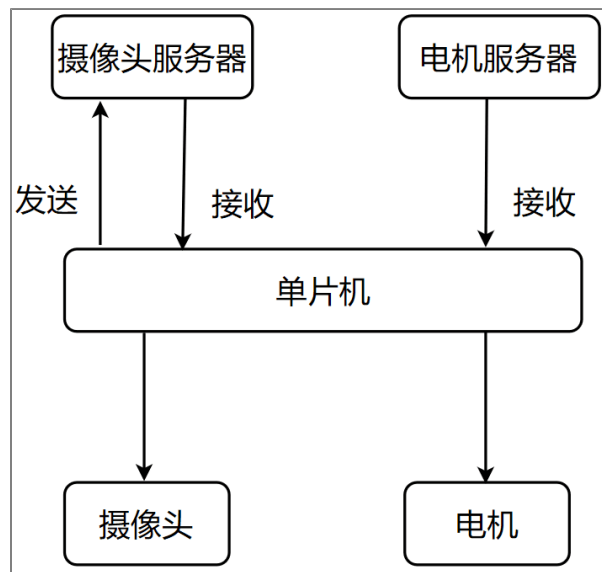 摄像头服务器
电机服务器
发送
接收
接收
单片机
摄像头
电机